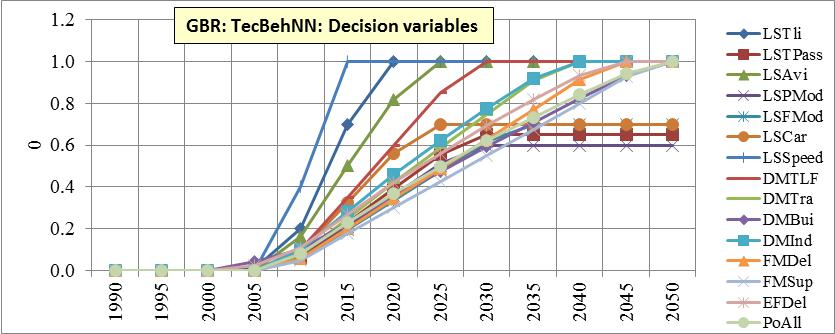 GBR: TecBehNN: Decision variables
1.2
1.0
0.8
0.6
0.4
0.2
0.0
0
1990
1995
2000
2005
2010
2015
2020
2025
2030
2035
2040
2045
2050
LSTli
LSTPass
LSAvi
LSPMod
LSFMod
LSCar
LSSpeed
DMTLF
DMTra
DMBui
DMInd
FMDel
FMSup
EFDel
PoAll